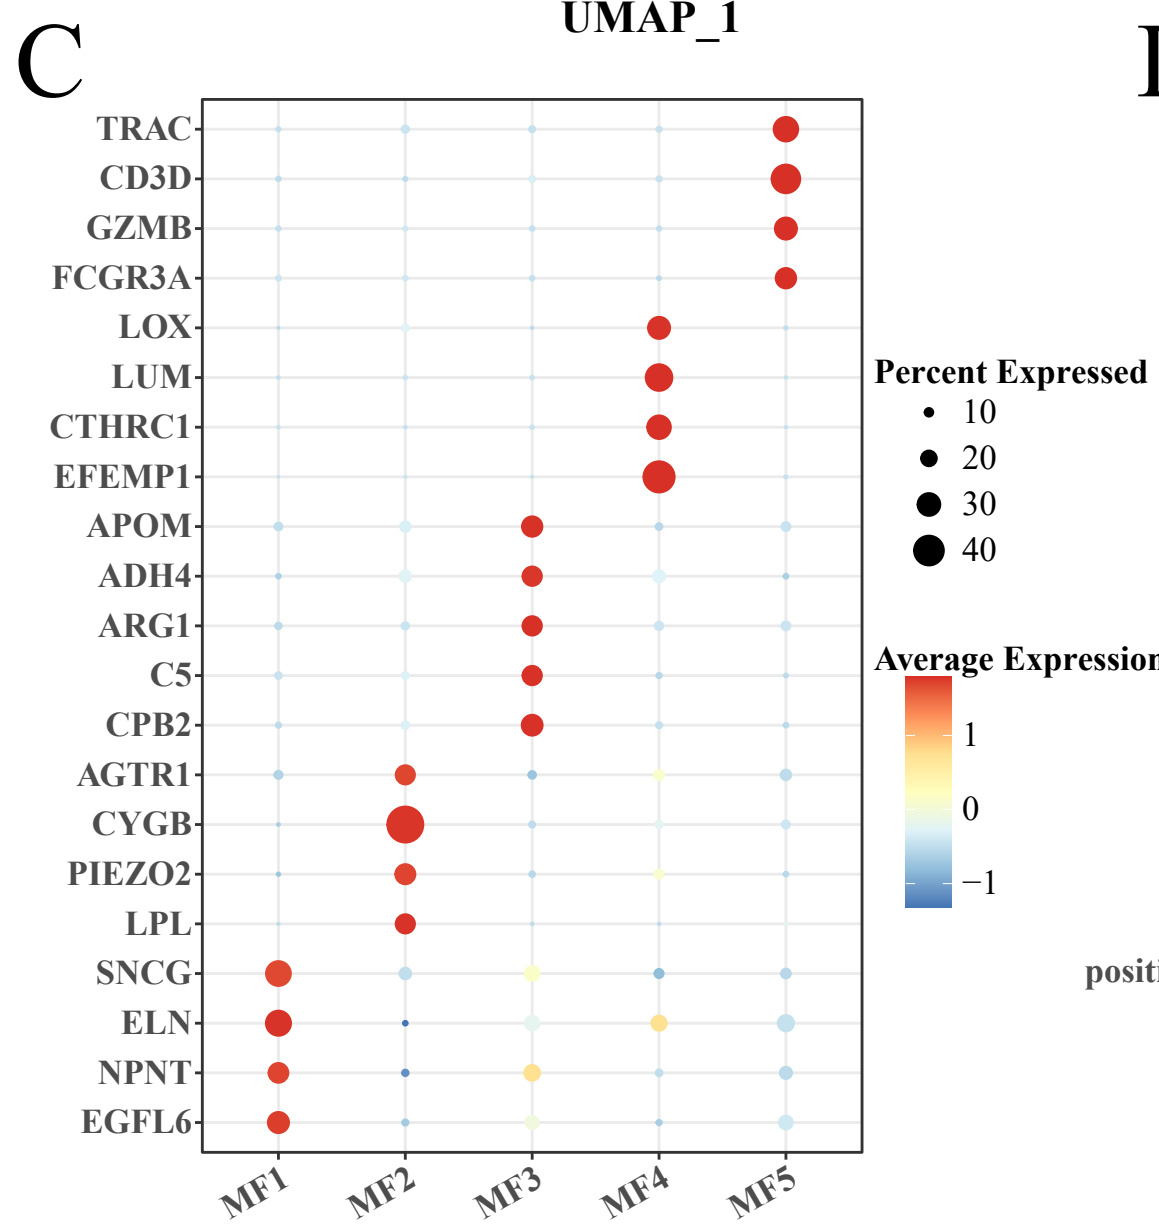 UMAP_1
C
TRAC
CD3D
GZMB
FCGR3A
LOX
LUM
CTHRC1
EFEMP1
APOM
ADH4
ARG1
C5
CPB2
AGTR1
CYGB
PIEZO2
LPL
SNCG
ELN
NPNT
EGFL6
MF1 MF2 MF3 MF4 MF5
Percent Expressed
10
20
30
40
Average Expression
1
0
−1
positi